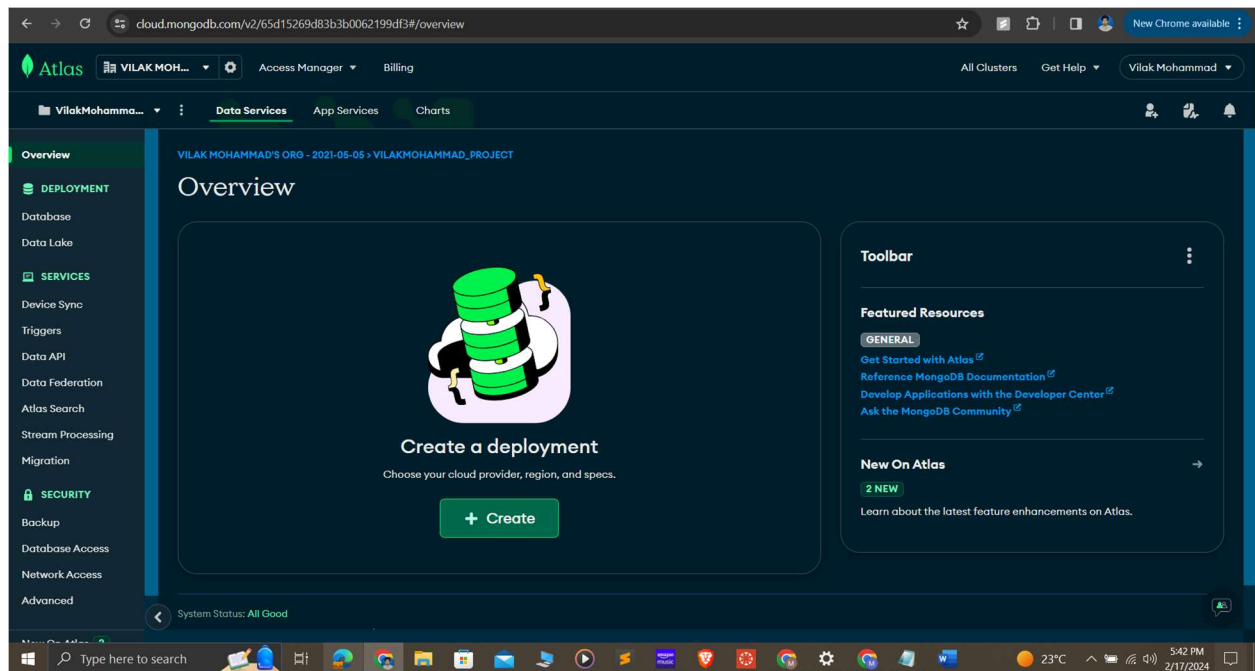 cloud.mongodb.com/v2/65d15269d83b3b0062199df3#/overview
New Chrome available
Atlas
VILAK MOH...
Access Manager
Billing
All Clusters
Get Help
Vilak Mohammad
VilakMohamma...
Data Services
App Services
Charts
Overview
DEPLOYMENT
Database
Data Lake
SERVICES
Device Sync
Triggers
Data API
Data Federation
Atlas Search
Stream Processing
Migration
SECURITY
Backup
Database Access
Network Access
Advanced
New On Atlas 2
VILAK MOHAMMAD'S ORG - 2021-05-05 > VILAKMOHAMMAD_PROJECT
Overview
Create a deployment
Choose your cloud provider, region, and specs.
+ Create
Toolbar
Featured Resources
GENERAL
Get Started with Atlas
Reference MongoDB Documentation
Develop Applications with the Developer Center
Ask the MongoDB Community
New On Atlas
2 NEW
Learn about the latest feature enhancements on Atlas.
System Status: All Good
Type here to search
23°C
5:42 PM
2/17/2024